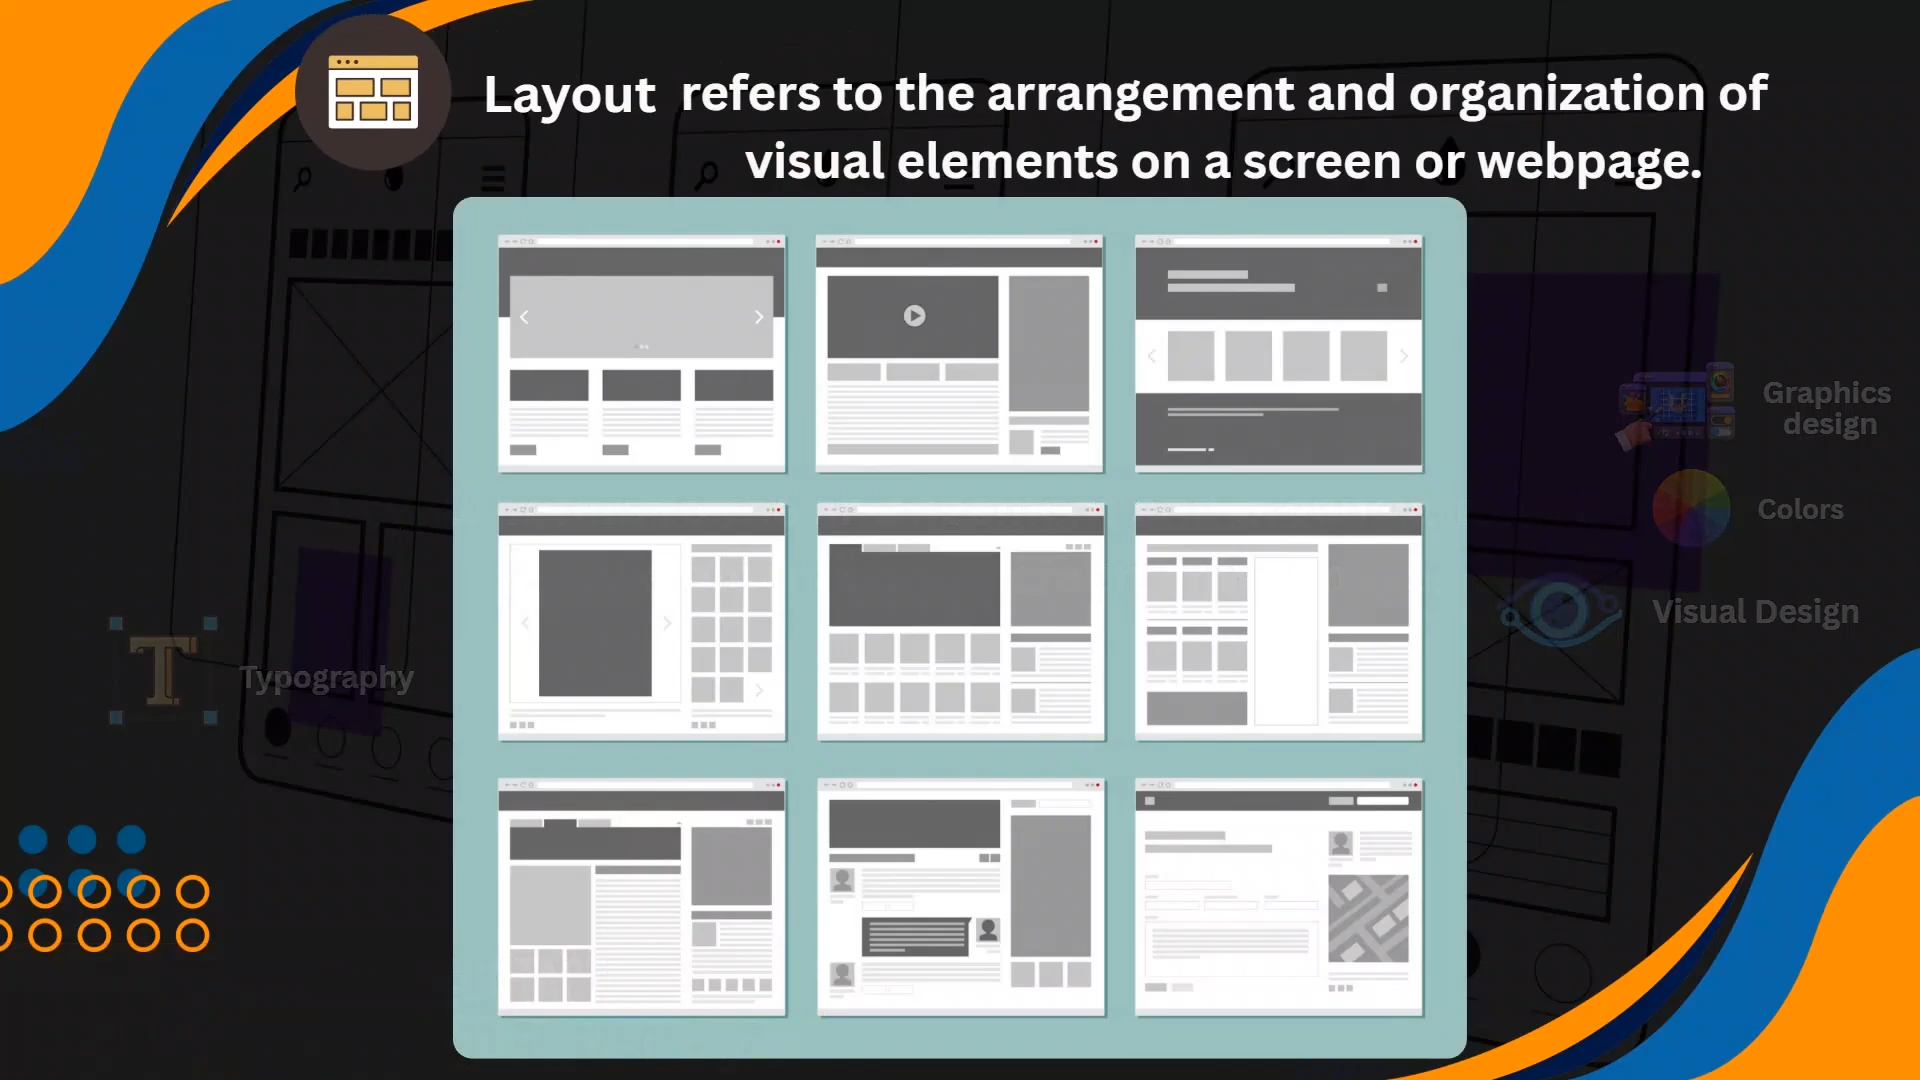 Layout refers to the arrangement and organization of
visual elements on a screen or webpage.
Graphics
design
Colors
Visual Design
Typography